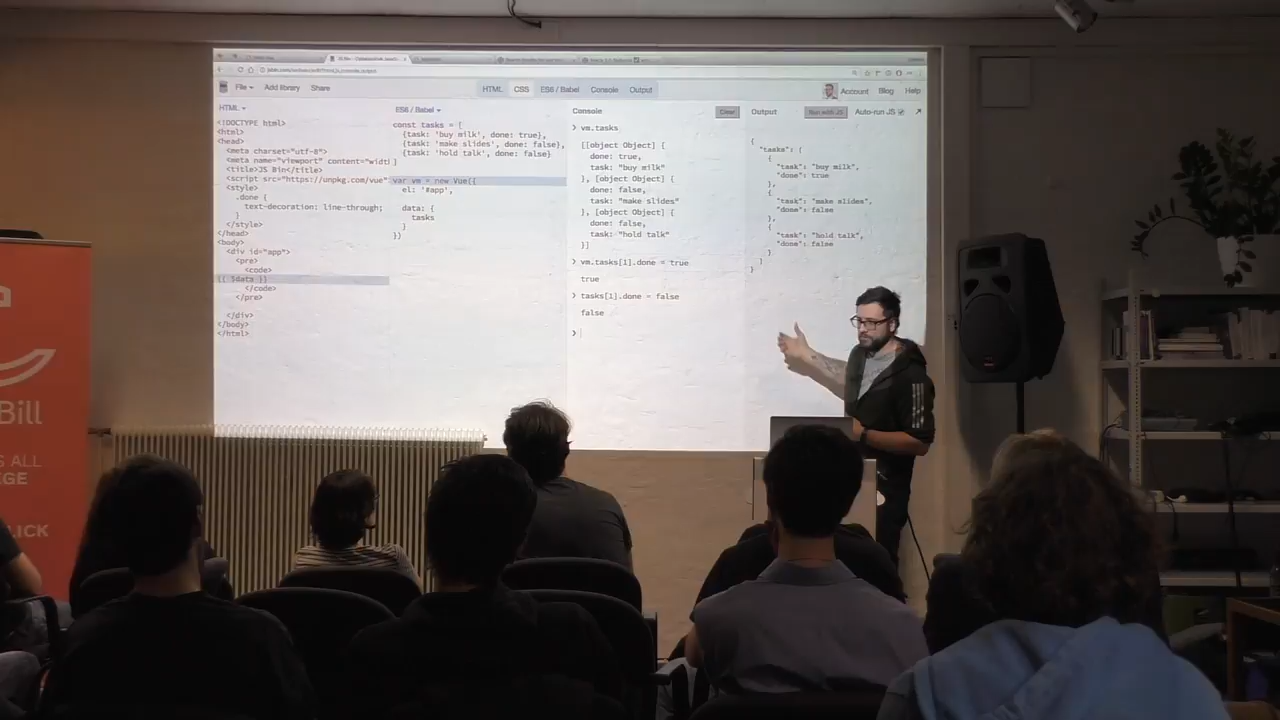 File
Add library
Share
HTML
CSS
ES6 / Babel
Console
Output
Account
Blog
Help
HTML
<!DOCTYPE html>
<html>
<head>
<meta charset="utf-8">
<meta name="viewport" content="widt
<title>JS Bin</title>
<script src="https://unpkg.com/vue"
<style>
.done {
text-decoration: line-through;
}
</style>
</head>
<body>
<div id="app">
<pre>
<code>
{{ $data }}
</code>
</pre>
</div>
</body>
</html>
ES6 / Babel
const tasks = [
{task: 'buy milk', done: true},
{task: 'make slides', done: false},
{task: 'hold talk', done: false}
]
var vm = new Vue({
el: '#app',
data: {
tasks
}
})
Console
Clear
> vm.tasks
[[object Object] {
done: true,
task: "buy milk"
}, [object Object] {
done: false,
task: "make slides"
}, [object Object] {
done: false,
task: "hold talk"
}]
> vm.tasks[1].done = true
true
> tasks[1].done = false
false
>
Output
Run with JS
Auto-run JS
{
"tasks": [
{
"task": "buy milk",
"done": true
},
{
"task": "make slides",
"done": false
},
{
"task": "hold talk",
"done": false
}
]
}
Bill
S ALL
GE
LICK